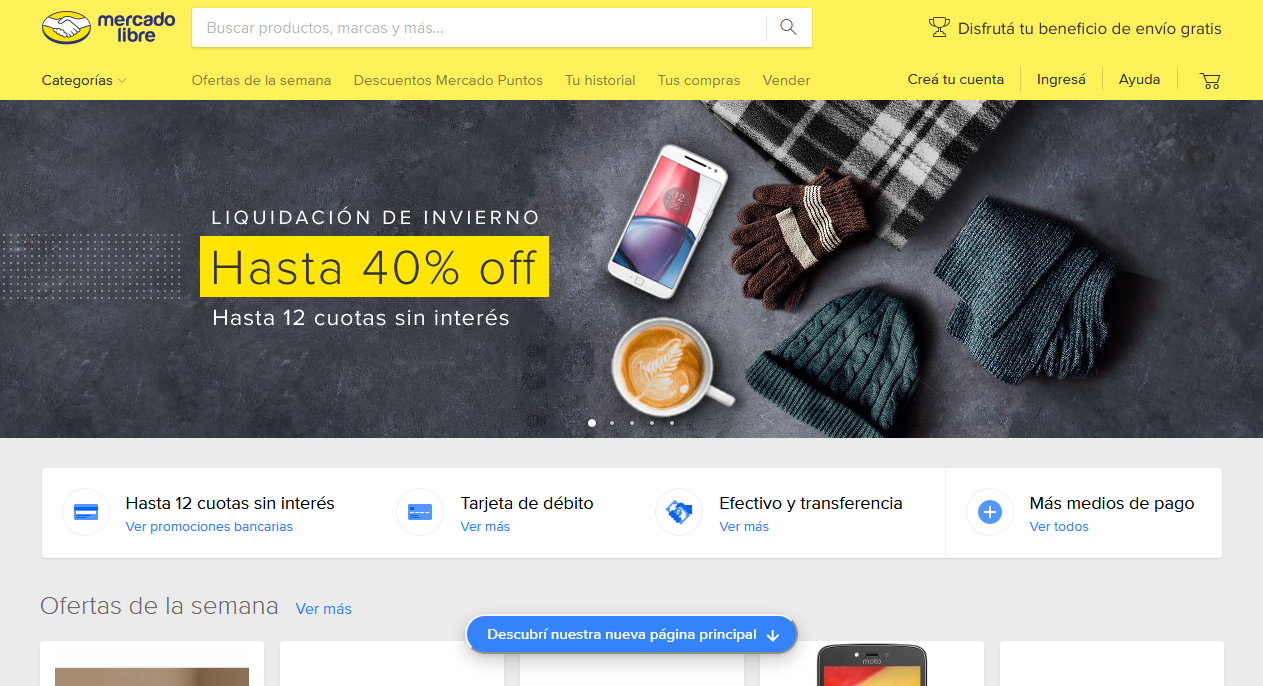 mercado
libre
Buscar productos, marcas y más...
Disfrutá tu beneficio de envío gratis
Categorías
Ofertas de la semana
Descuentos Mercado Puntos
Tu historial
Tus compras
Vender
Creá tu cuenta
Ingresá
Ayuda
LIQUIDACIÓN DE INVIERNO
Hasta 40% off
Hasta 12 cuotas sin interés
Hasta 12 cuotas sin interés
Ver promociones bancarias
Tarjeta de débito
Ver más
Efectivo y transferencia
Ver más
Más medios de pago
Ver todos
Ofertas de la semana
Ver más
Descubrí nuestra nueva página principal
moto